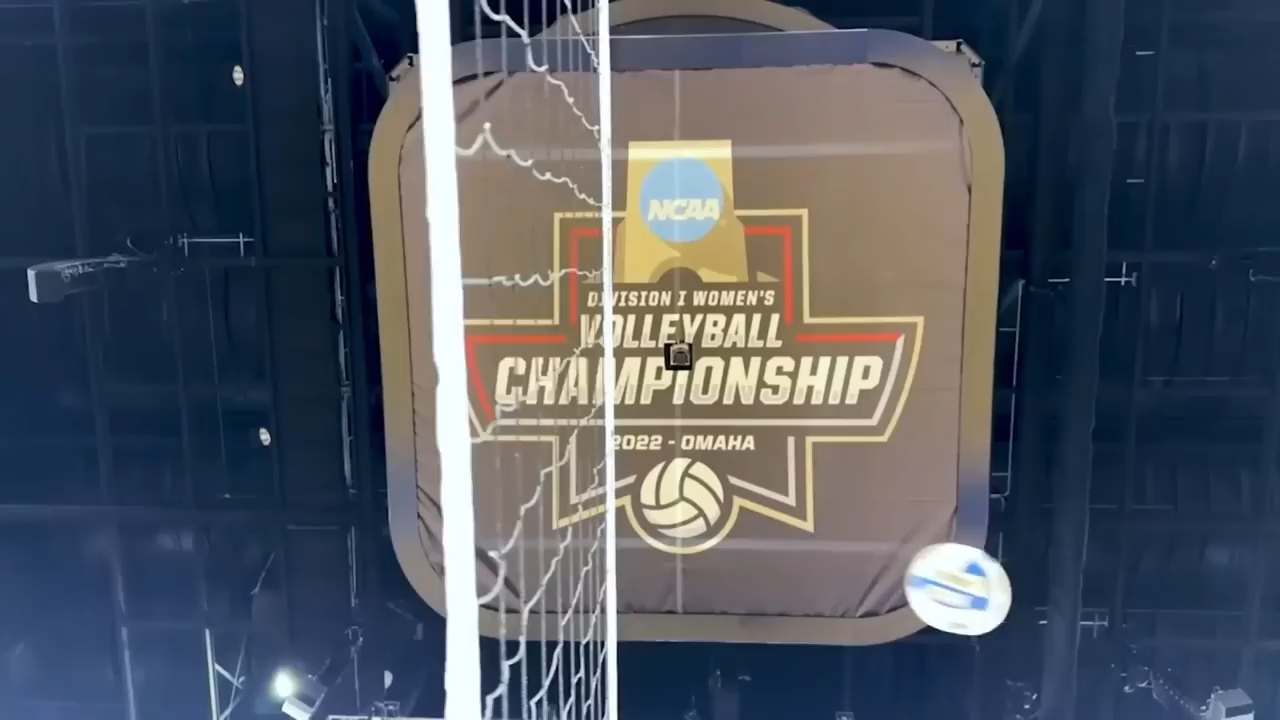 NCAA
DIVISION I WOMEN'S
VOLLEYBALL
CHAMPIONSHIP
2022 - OMAHA